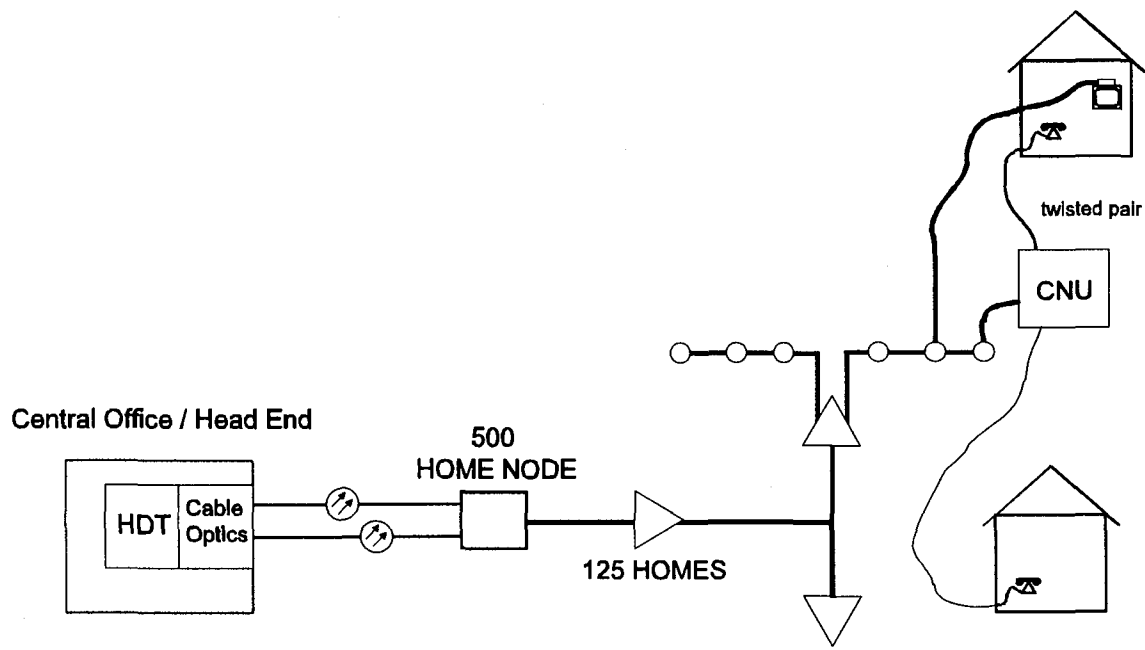 twisted pair
CNU
Central Office / Head End
500
HOME NODE
HDT
Cable
Optics
125 HOMES